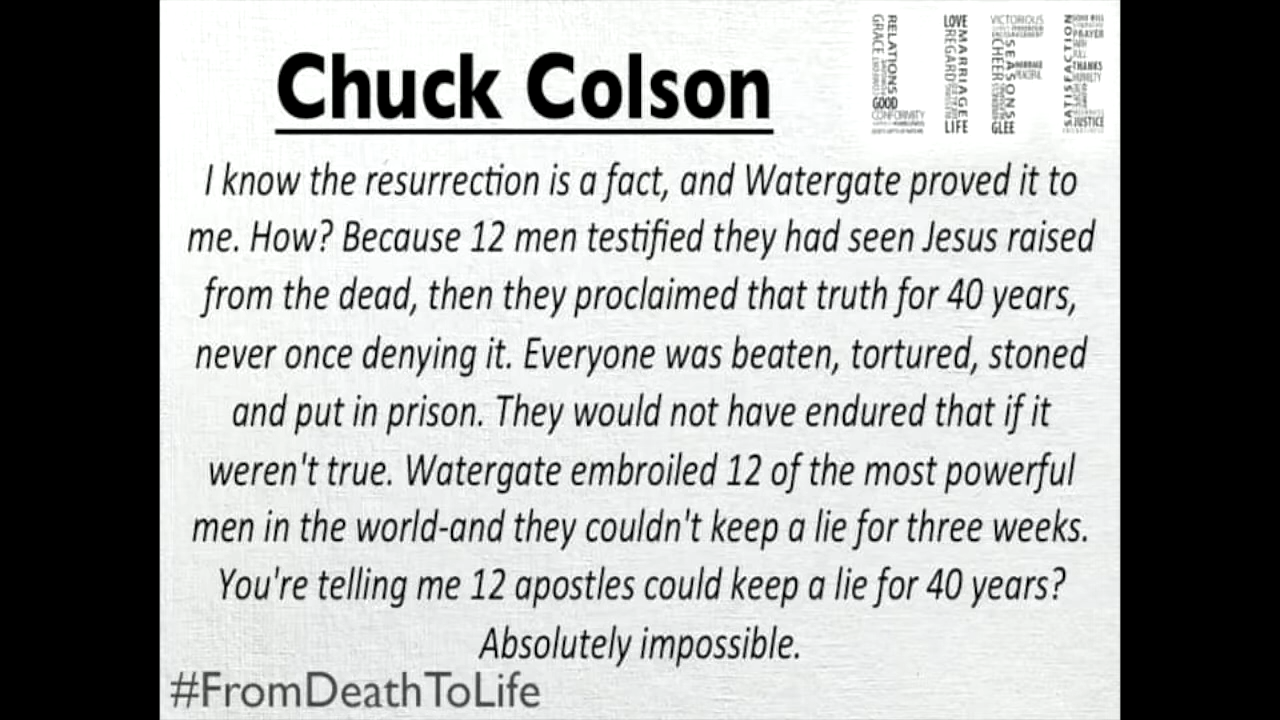 Chuck Colson
I know the resurrection is a fact, and Watergate proved it to
me. How? Because 12 men testified they had seen Jesus raised
from the dead, then they proclaimed that truth for 40 years,
never once denying it. Everyone was beaten, tortured, stoned
and put in prison. They would not have endured that if it
weren't true. Watergate embroiled 12 of the most powerful
men in the world-and they couldn't keep a lie for three weeks.
You're telling me 12 apostles could keep a lie for 40 years?
Absolutely impossible.
#FromDeathToLife
RELATIONS
GRACE
GOOD
CONFORMITY
LOVE
MARRIAGE
REGARD
LIFE
VICTORIOUS
SEASONS
CHEER
GLEE
PRAYER
THANKS
HUMILITY
SATISFACTION
JUSTICE